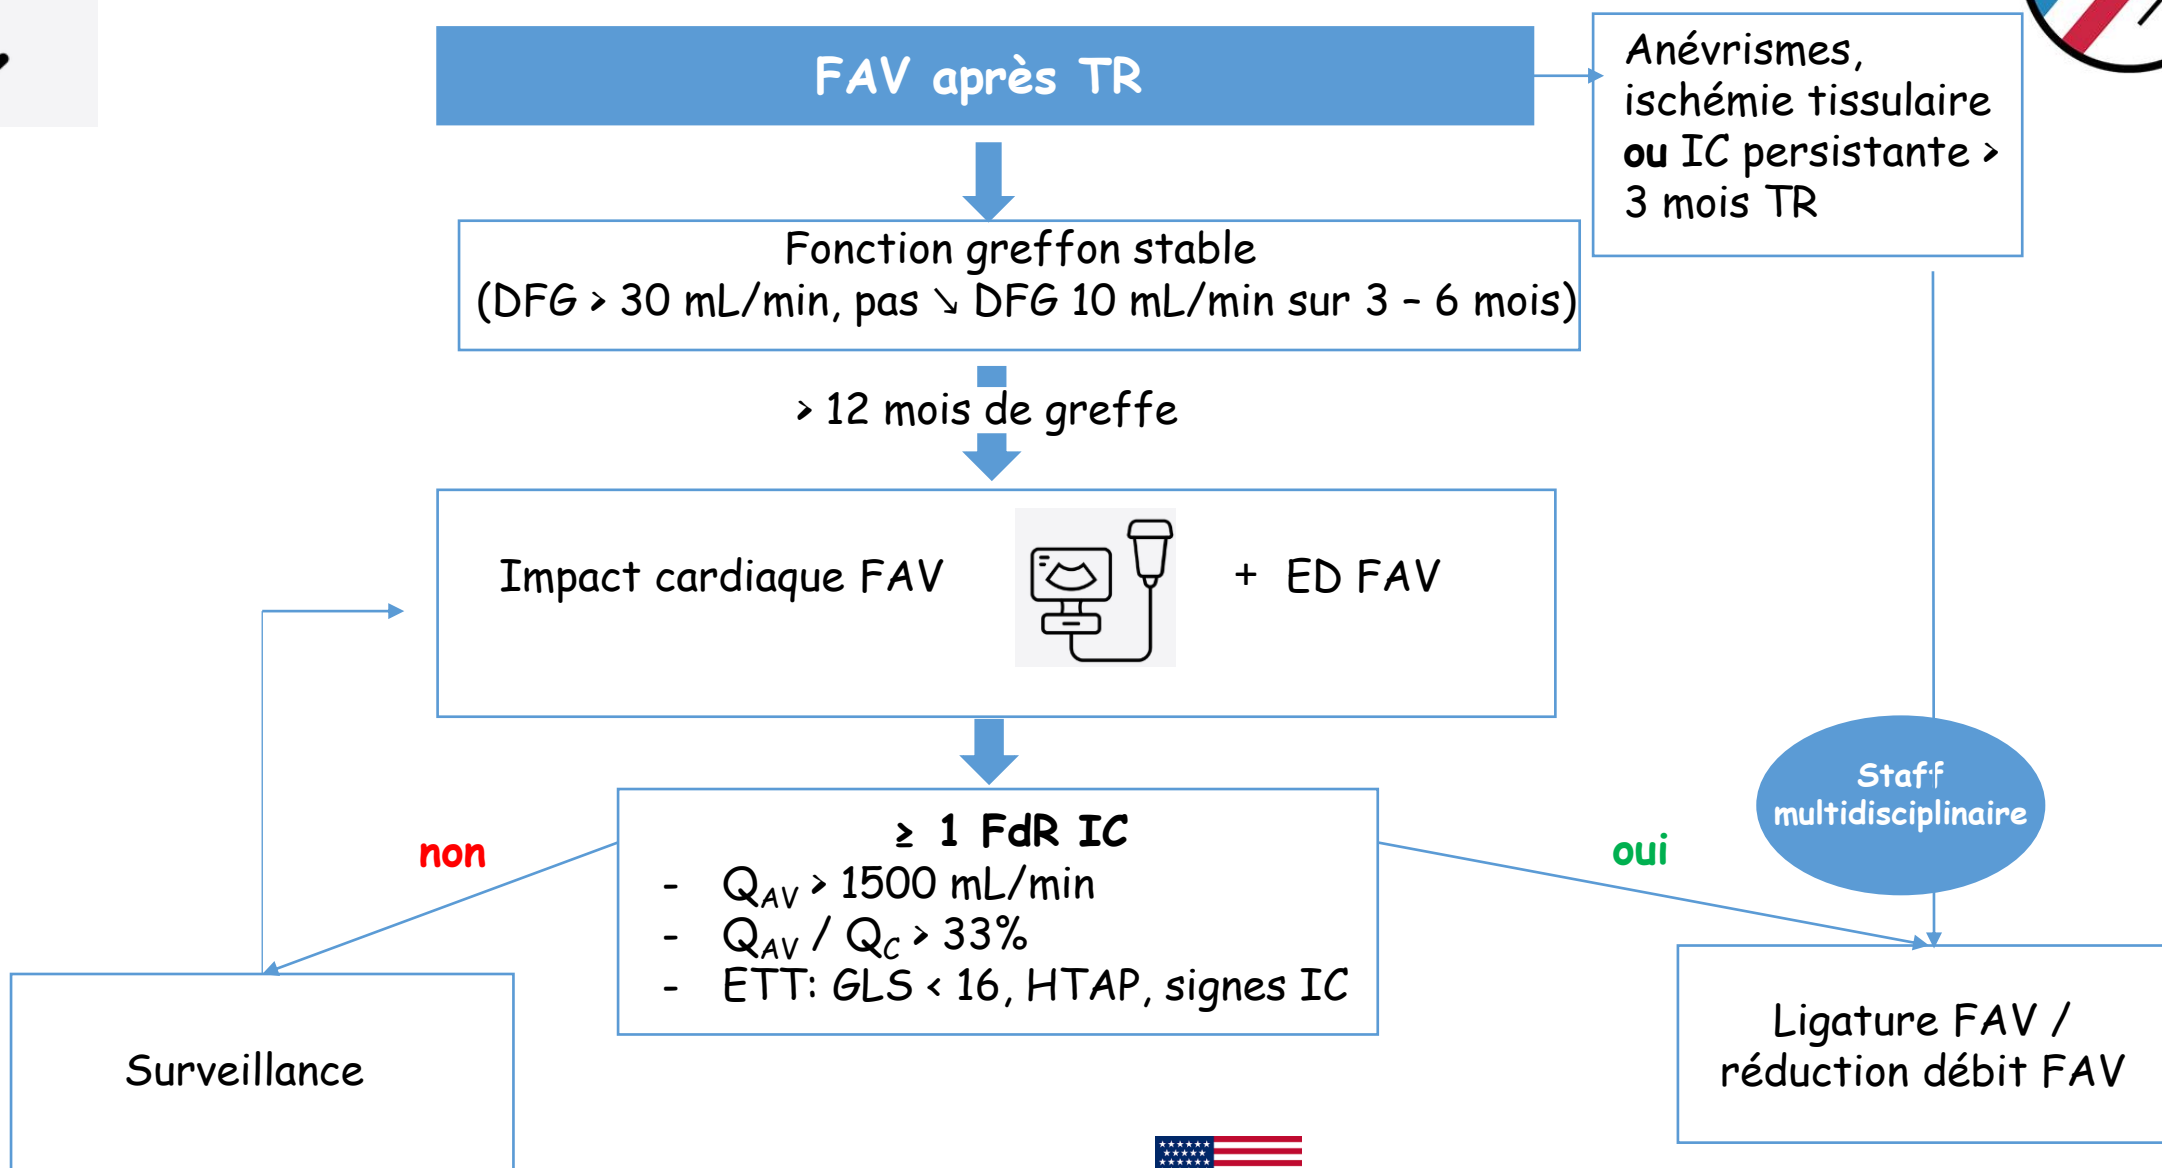 FAV après TR
Anévrismes,
ischémie tissulaire
ou IC persistante >
3 mois TR
Fonction greffon stable
(DFG > 30 mL/min, pas ↘ DFG 10 mL/min sur 3 – 6 mois)
> 12 mois de greffe
Impact cardiaque FAV
+ ED FAV
≥ 1 FdR IC
- Q_AV > 1500 mL/min
- Q_AV / Q_C > 33%
- ETT: GLS < 16, HTAP, signes IC
non
oui
Staff
multidisciplinaire
Surveillance
Ligature FAV /
réduction débit FAV